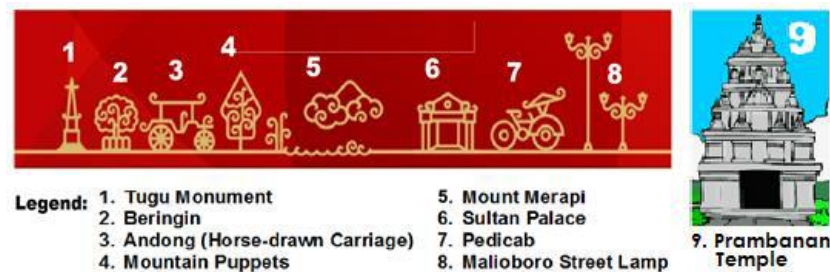 1 2 3 4 5 6 7 8 9
Legend: 1. Tugu Monument
2. Beringin
3. Andong (Horse-drawn Carriage)
4. Mountain Puppets
5. Mount Merapi
6. Sultan Palace
7. Pedicab
8. Malioboro Street Lamp
9. Prambanan
Temple